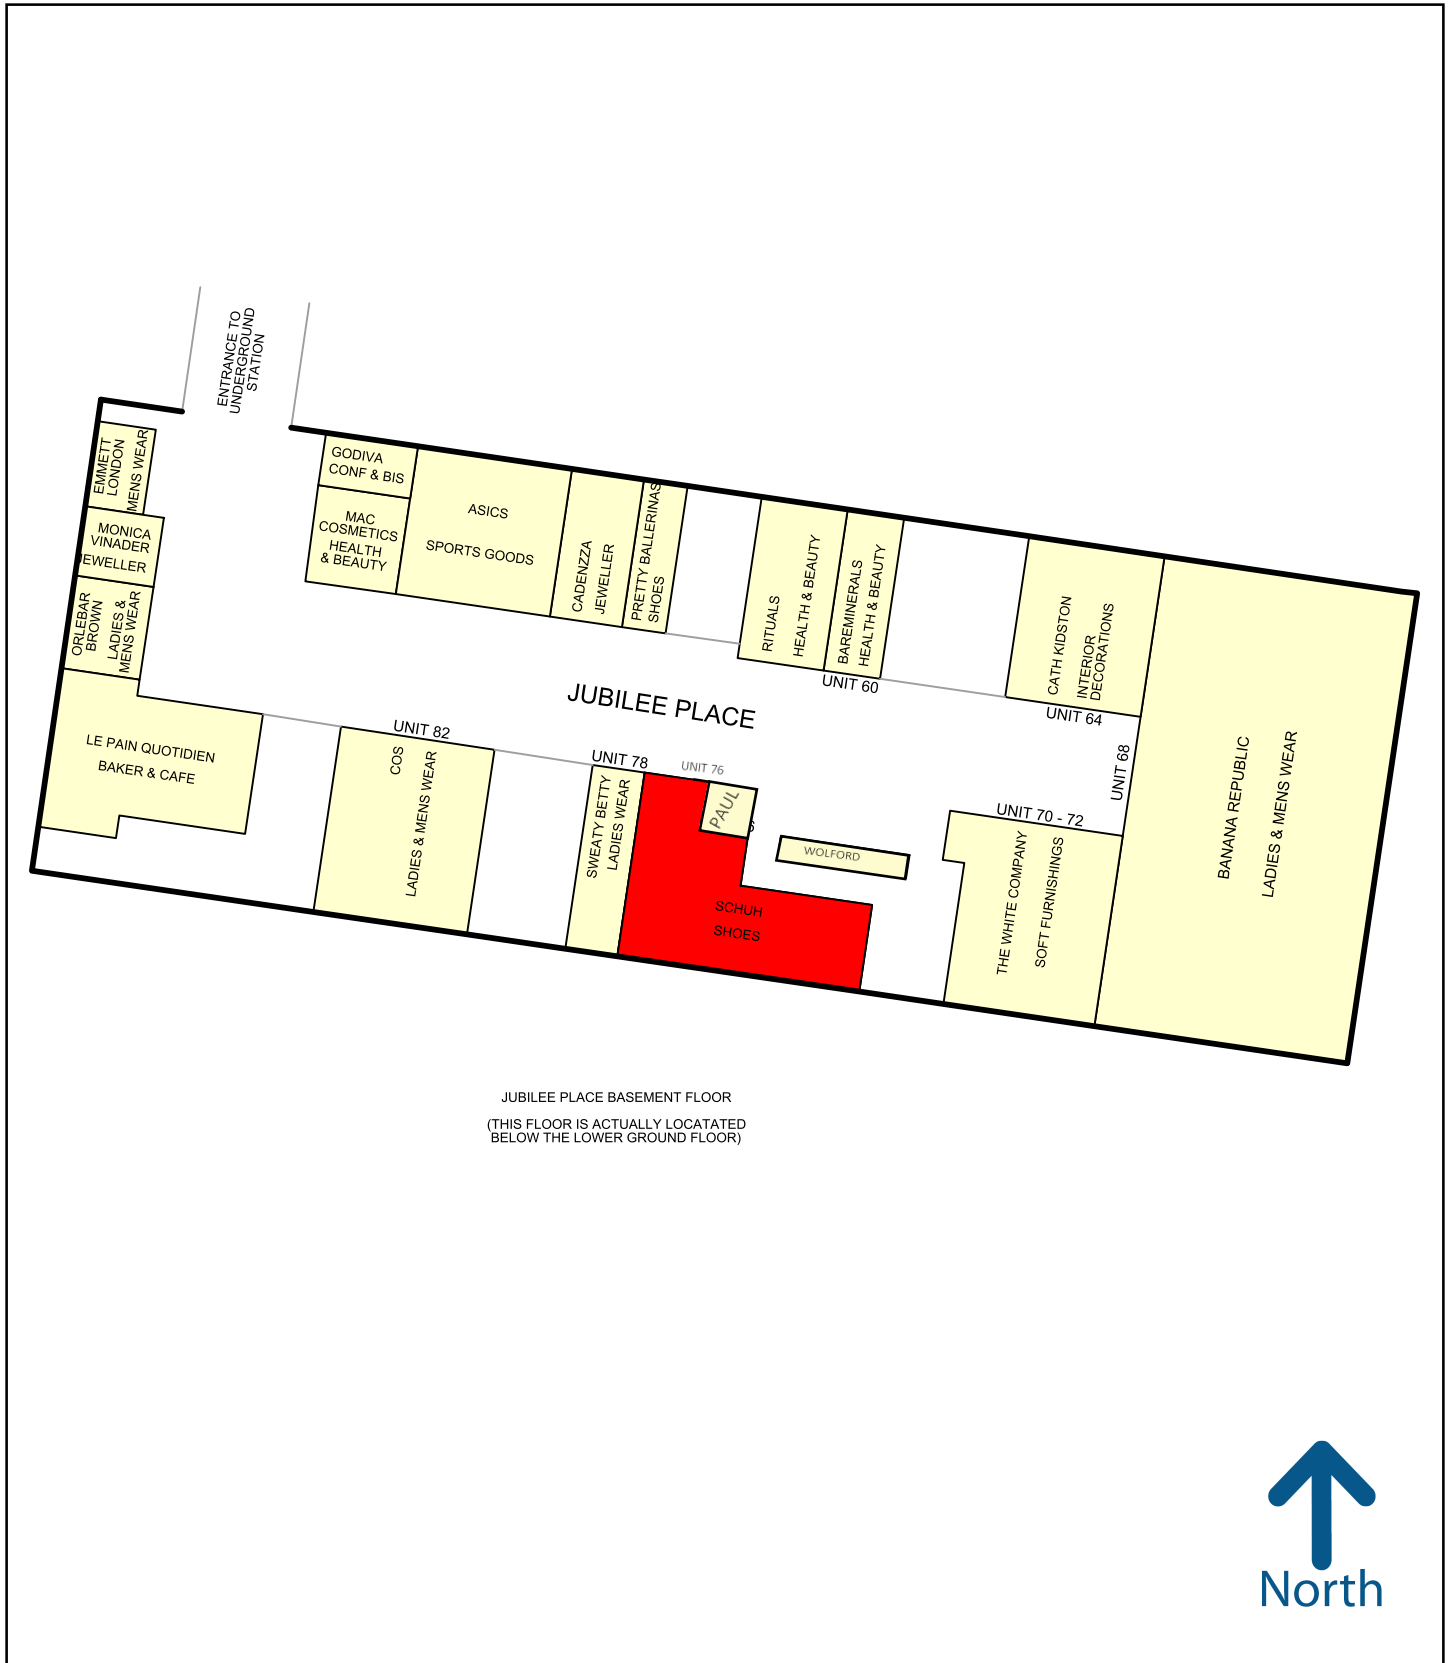 ENTRANCE TO
UNDERGROUND
STATION
EMMETT
LONDON
MENS WEAR
MONICA
VINADER
JEWELLER
ORLEBAR
BROWN
LADIES &
MENS WEAR
LE PAIN QUOTIDIEN
BAKER & CAFE
GODIVA
CONF & BIS
MAC
COSMETICS
HEALTH
& BEAUTY
ASICS
SPORTS GOODS
CADENZZA
JEWELLER
PRETTY BALLERINAS
SHOES
RITUALS
HEALTH & BEAUTY
BAREMINERALS
HEALTH & BEAUTY
UNIT 60
CATH KIDSTON
INTERIOR
DECORATIONS
UNIT 64
JUBILEE PLACE
UNIT 82
COS
LADIES & MENS WEAR
UNIT 78
SWEATY BETTY
LADIES WEAR
UNIT 76
PAUL
SCHUH
SHOES
WOLFORD
UNIT 70 - 72
THE WHITE COMPANY
SOFT FURNISHINGS
UNIT 68
BANANA REPUBLIC
LADIES & MENS WEAR
JUBILEE PLACE BASEMENT FLOOR
(THIS FLOOR IS ACTUALLY LOCATATED
BELOW THE LOWER GROUND FLOOR)
North